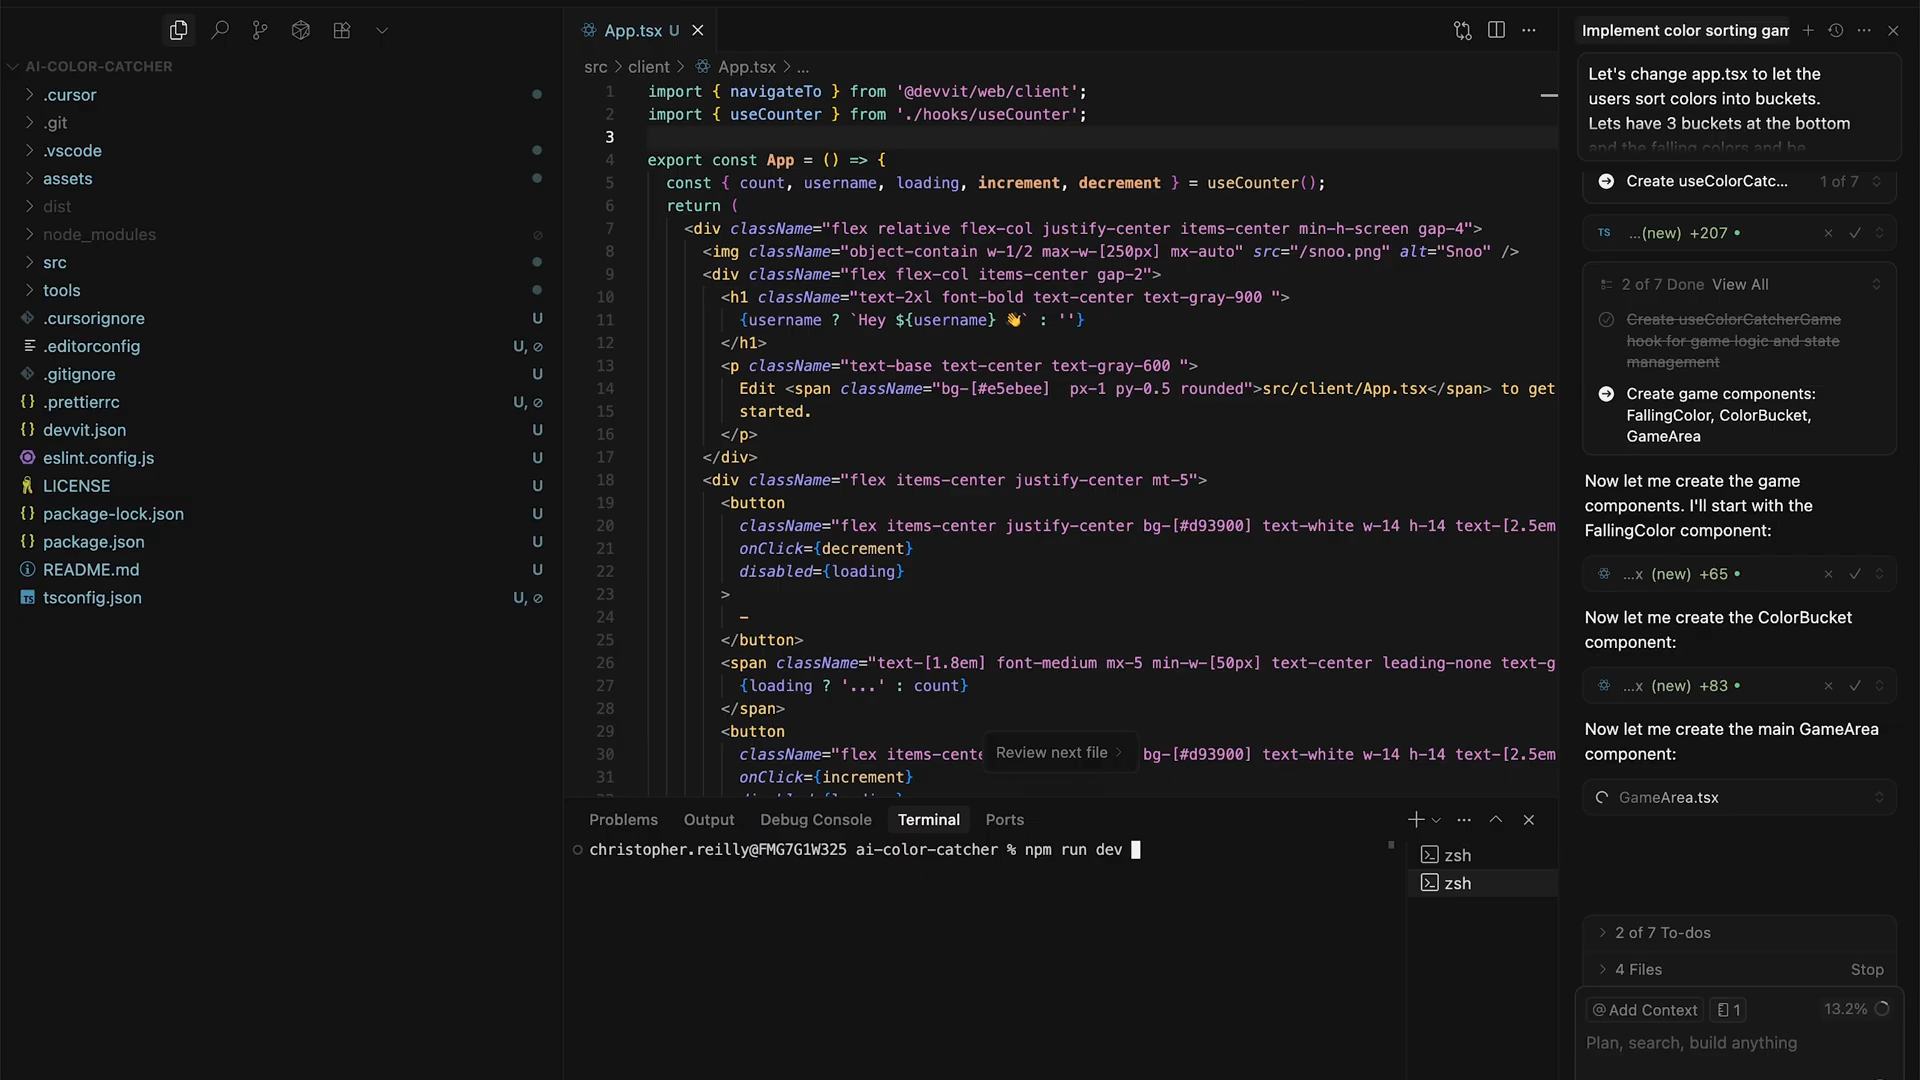 App.tsx U
Implement color sorting gam
AI-COLOR-CATCHER
.cursor
.git
.vscode
assets
dist
node_modules
src
tools
.cursorignore U
.editorconfig U,
.gitignore U
.prettierrc U,
devvit.json U
eslint.config.js U
LICENSE U
package-lock.json U
package.json U
README.md U
TS tsconfig.json U,
src > client > App.tsx > ...
1 import { navigateTo } from '@devvit/web/client';
2 import { useCounter } from './hooks/useCounter';
3
4 export const App = () => {
5 const { count, username, loading, increment, decrement } = useCounter();
6 return (
7 <div className="flex relative flex-col justify-center items-center min-h-screen gap-4">
8 <img className="object-contain w-1/2 max-w-[250px] mx-auto" src="/snoo.png" alt="Snoo" />
9 <div className="flex flex-col items-center gap-2">
10 <h1 className="text-2xl font-bold text-center text-gray-900 ">
11 {username ? `Hey ${username} 👋` : ''}
12 </h1>
13 <p className="text-base text-center text-gray-600 ">
14 Edit <span className="bg-[#e5ebee]  px-1 py-0.5 rounded">src/client/App.tsx</span> to get
15 started.
16 </p>
17 </div>
18 <div className="flex items-center justify-center mt-5">
19 <button
20 className="flex items-center justify-center bg-[#d93900] text-white w-14 h-14 text-[2.5em
21 onClick={decrement}
22 disabled={loading}
23 >
24 -
25 </button>
26 <span className="text-[1.8em] font-medium mx-5 min-w-[50px] text-center leading-none text-g
27 {loading ? '...' : count}
28 </span>
29 <button
30 className="flex items-cente bg-[#d93900] text-white w-14 h-14 text-[2.5em
31 onClick={increment}
Review next file >
Problems Output Debug Console Terminal Ports
christopher.reilly@FMG7G1W325 ai-color-catcher % npm run dev
zsh
zsh
Let's change app.tsx to let the
users sort colors into buckets.
Lets have 3 buckets at the bottom
and the falling colors and be
Create useColorCatc... 1 of 7
TS ...(new) +207
2 of 7 Done View All
Create useColorCatcherGame
hook for game logic and state
management
Create game components:
FallingColor, ColorBucket,
GameArea
Now let me create the game
components. I'll start with the
FallingColor component:
...x (new) +65
Now let me create the ColorBucket
component:
...x (new) +83
Now let me create the main GameArea
component:
GameArea.tsx
2 of 7 To-dos
4 Files Stop
@ Add Context 1 13.2%
Plan, search, build anything